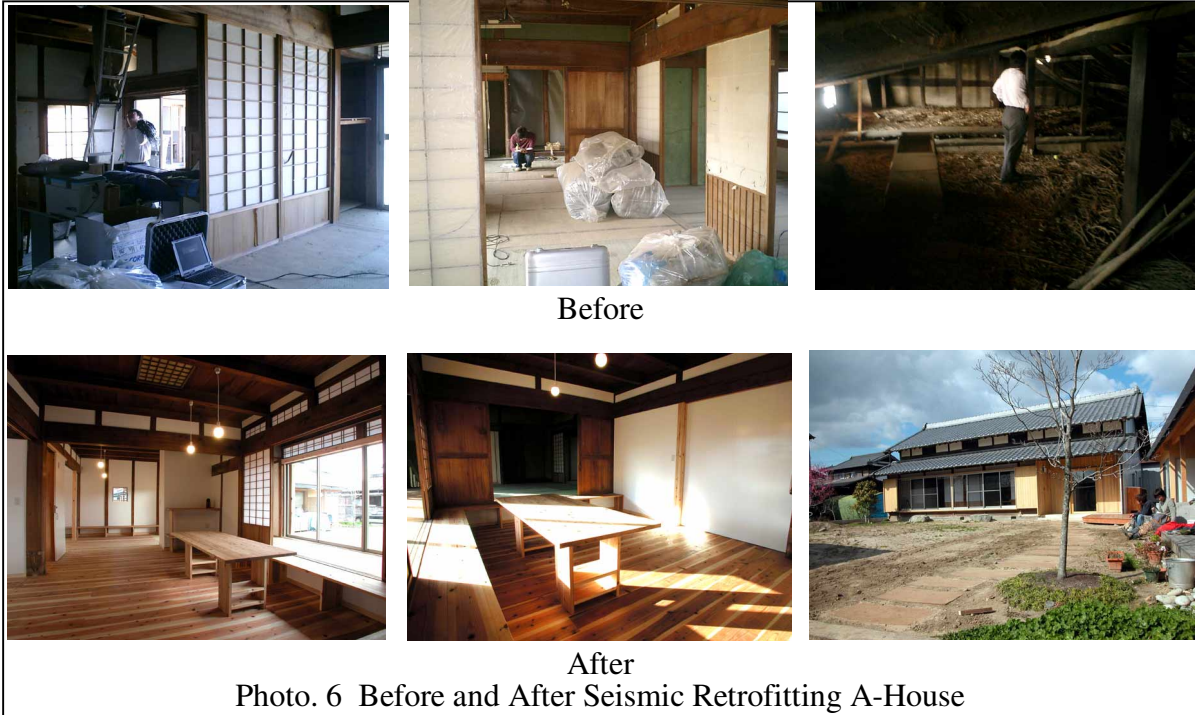 Before
After
Photo. 6 Before and After Seismic Retrofitting A-House